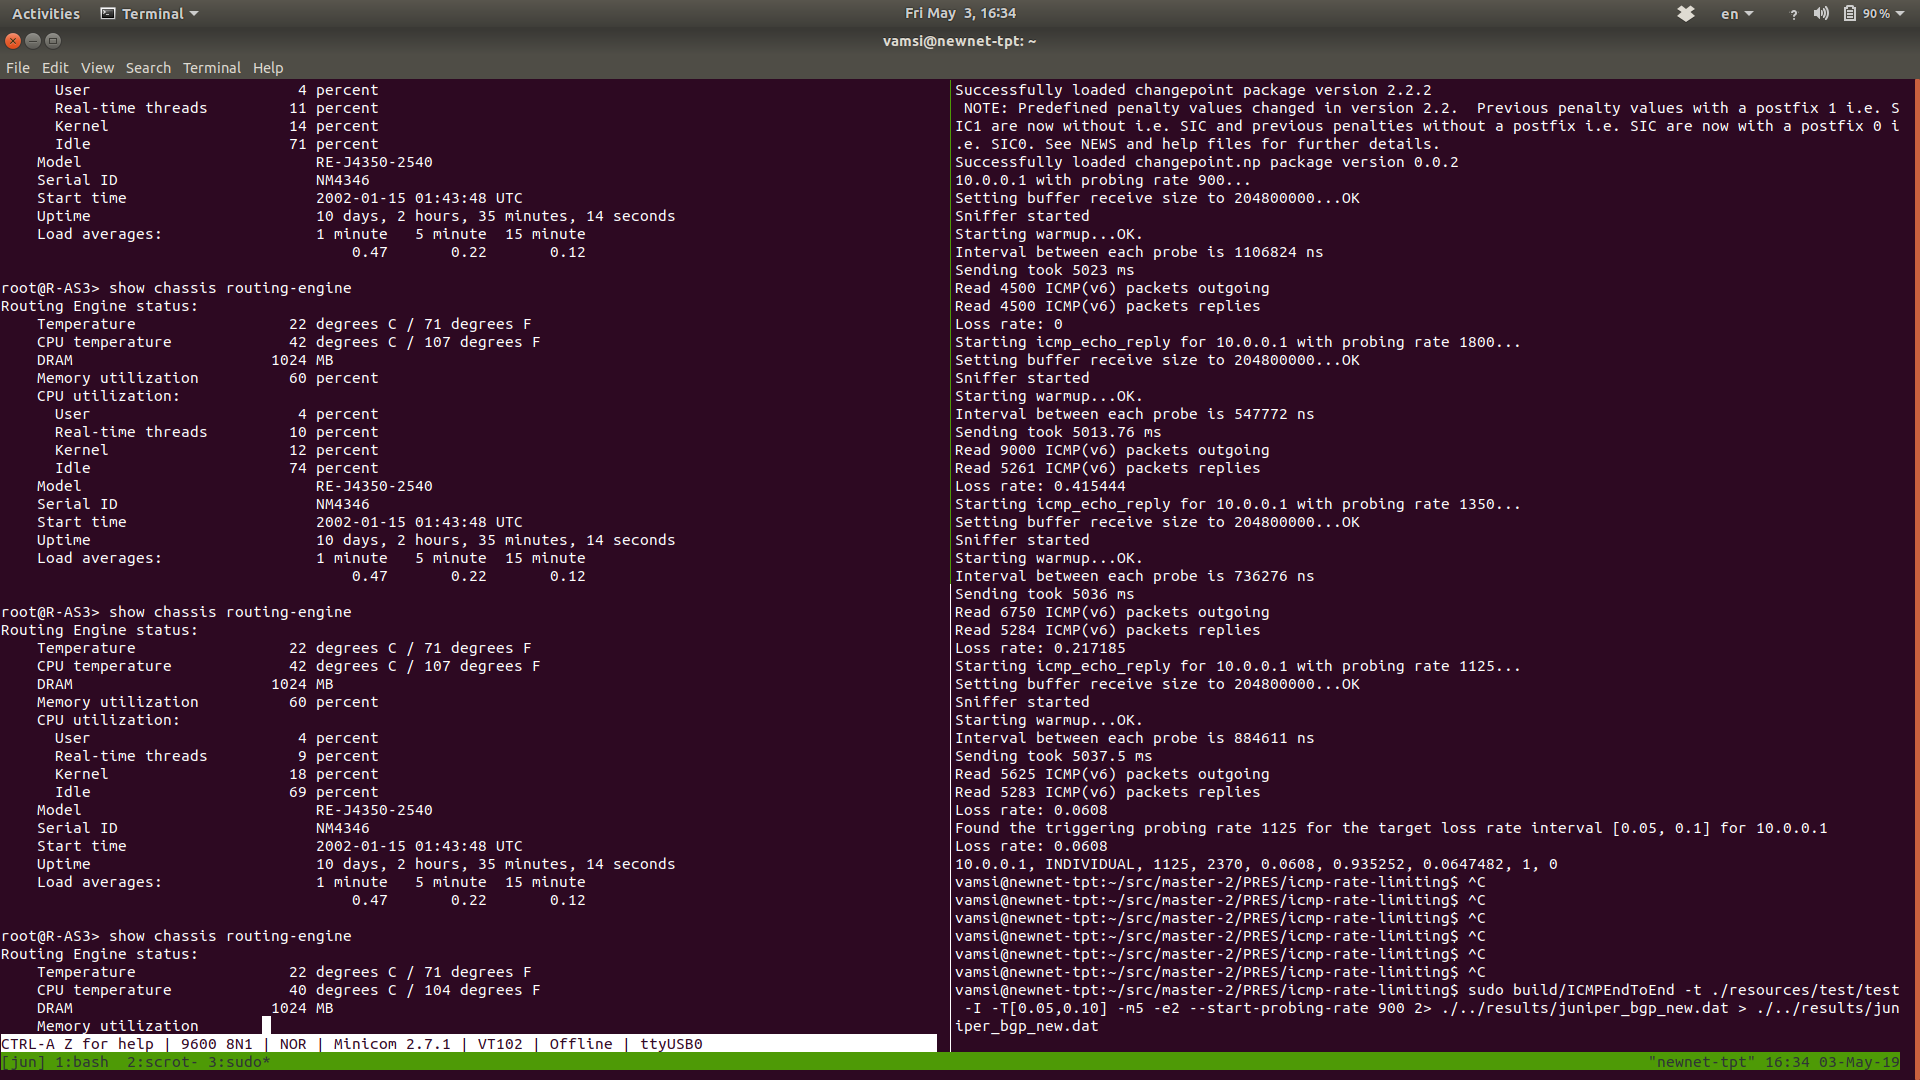 Activities Terminal Fri May 3, 16:34 en ? 90%
vamsi@newnet-tpt: ~
File Edit View Search Terminal Help
User 4 percent
Real-time threads 11 percent
Kernel 14 percent
Idle 71 percent
Model RE-J4350-2540
Serial ID NM4346
Start time 2002-01-15 01:43:48 UTC
Uptime 10 days, 2 hours, 35 minutes, 14 seconds
Load averages: 1 minute 5 minute 15 minute
0.47 0.22 0.12
root@R-AS3> show chassis routing-engine
Routing Engine status:
Temperature 22 degrees C / 71 degrees F
CPU temperature 42 degrees C / 107 degrees F
DRAM 1024 MB
Memory utilization 60 percent
CPU utilization:
User 4 percent
Real-time threads 10 percent
Kernel 12 percent
Idle 74 percent
Model RE-J4350-2540
Serial ID NM4346
Start time 2002-01-15 01:43:48 UTC
Uptime 10 days, 2 hours, 35 minutes, 14 seconds
Load averages: 1 minute 5 minute 15 minute
0.47 0.22 0.12
root@R-AS3> show chassis routing-engine
Routing Engine status:
Temperature 22 degrees C / 71 degrees F
CPU temperature 42 degrees C / 107 degrees F
DRAM 1024 MB
Memory utilization 60 percent
CPU utilization:
User 4 percent
Real-time threads 9 percent
Kernel 18 percent
Idle 69 percent
Model RE-J4350-2540
Serial ID NM4346
Start time 2002-01-15 01:43:48 UTC
Uptime 10 days, 2 hours, 35 minutes, 14 seconds
Load averages: 1 minute 5 minute 15 minute
0.47 0.22 0.12
root@R-AS3> show chassis routing-engine
Routing Engine status:
Temperature 22 degrees C / 71 degrees F
CPU temperature 40 degrees C / 104 degrees F
DRAM 1024 MB
Memory utilization
CTRL-A Z for help | 9600 8N1 | NOR | Minicom 2.7.1 | VT102 | Offline | ttyUSB0
Successfully loaded changepoint package version 2.2.2
NOTE: Predefined penalty values changed in version 2.2. Previous penalty values with a postfix 1 i.e. S
IC1 are now without i.e. SIC and previous penalties without a postfix i.e. SIC are now with a postfix 0 i
.e. SIC0. See NEWS and help files for further details.
Successfully loaded changepoint.np package version 0.0.2
10.0.0.1 with probing rate 900...
Setting buffer receive size to 204800000...OK
Sniffer started
Starting warmup...OK.
Interval between each probe is 1106824 ns
Sending took 5023 ms
Read 4500 ICMP(v6) packets outgoing
Read 4500 ICMP(v6) packets replies
Loss rate: 0
Starting icmp_echo_reply for 10.0.0.1 with probing rate 1800...
Setting buffer receive size to 204800000...OK
Sniffer started
Starting warmup...OK.
Interval between each probe is 547772 ns
Sending took 5013.76 ms
Read 9000 ICMP(v6) packets outgoing
Read 5261 ICMP(v6) packets replies
Loss rate: 0.415444
Starting icmp_echo_reply for 10.0.0.1 with probing rate 1350...
Setting buffer receive size to 204800000...OK
Sniffer started
Starting warmup...OK.
Interval between each probe is 736276 ns
Sending took 5036 ms
Read 6750 ICMP(v6) packets outgoing
Read 5284 ICMP(v6) packets replies
Loss rate: 0.217185
Starting icmp_echo_reply for 10.0.0.1 with probing rate 1125...
Setting buffer receive size to 204800000...OK
Sniffer started
Starting warmup...OK.
Interval between each probe is 884611 ns
Sending took 5037.5 ms
Read 5625 ICMP(v6) packets outgoing
Read 5283 ICMP(v6) packets replies
Loss rate: 0.0608
Found the triggering probing rate 1125 for the target loss rate interval [0.05, 0.1] for 10.0.0.1
Loss rate: 0.0608
10.0.0.1, INDIVIDUAL, 1125, 2370, 0.0608, 0.935252, 0.0647482, 1, 0
vamsi@newnet-tpt:~/src/master-2/PRES/icmp-rate-limiting$ ^C
vamsi@newnet-tpt:~/src/master-2/PRES/icmp-rate-limiting$ ^C
vamsi@newnet-tpt:~/src/master-2/PRES/icmp-rate-limiting$ ^C
vamsi@newnet-tpt:~/src/master-2/PRES/icmp-rate-limiting$ ^C
vamsi@newnet-tpt:~/src/master-2/PRES/icmp-rate-limiting$ ^C
vamsi@newnet-tpt:~/src/master-2/PRES/icmp-rate-limiting$ ^C
vamsi@newnet-tpt:~/src/master-2/PRES/icmp-rate-limiting$ sudo build/ICMPEndToEnd -t ./resources/test/test
-I -T[0.05,0.10] -m5 -e2 --start-probing-rate 900 2> ./../results/juniper_bgp_new.dat > ./../results/jun
iper_bgp_new.dat
[jun] 1:bash 2:scrot- 3:sudo* "newnet-tpt" 16:34 03-May-19